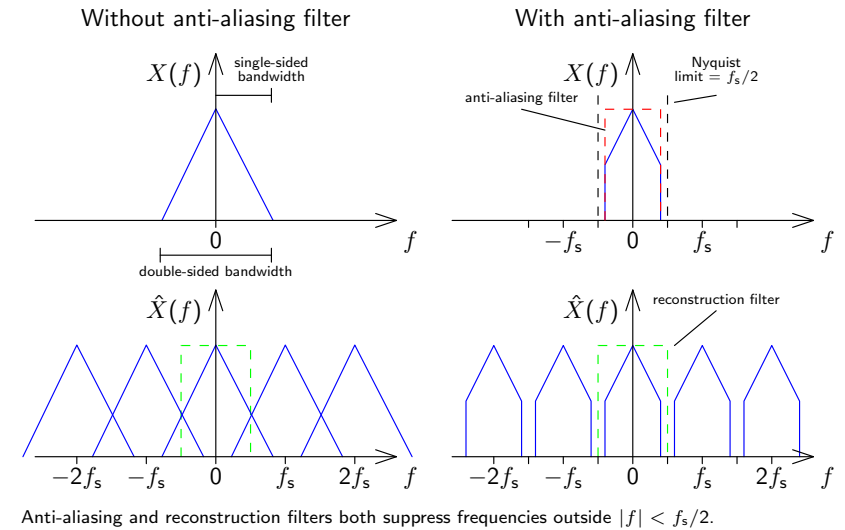 Without anti-aliasing filter
With anti-aliasing filter
X(f)
single-sided
bandwidth
0
f
double-sided bandwidth
X(f)
anti-aliasing filter
Nyquist
limit = fₛ/2
−fₛ
0
fₛ
f
X̂(f)
−2fₛ
−fₛ
0
fₛ
2fₛ
f
X̂(f)
reconstruction filter
−2fₛ
−fₛ
0
fₛ
2fₛ
f
Anti-aliasing and reconstruction filters both suppress frequencies outside |f| < fₛ/2.